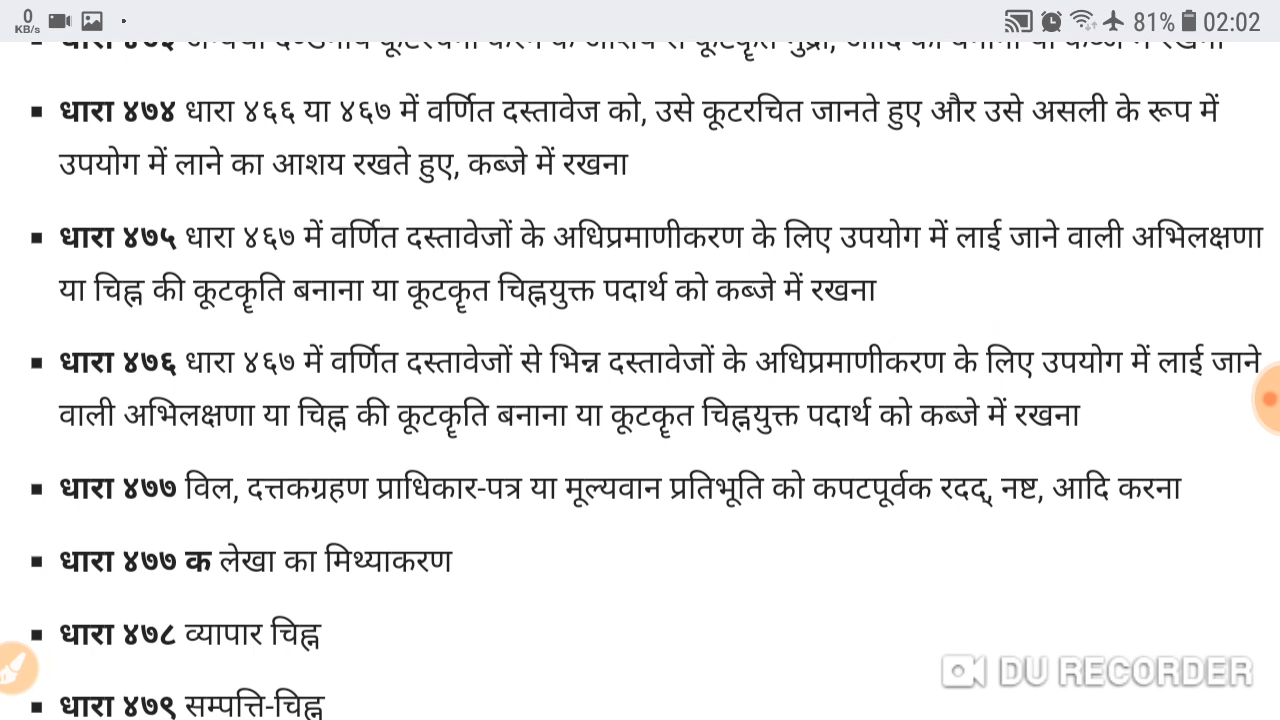 0
KB/s
81%
02:02
धारा ४७४ धारा ४६६ या ४६७ में वर्णित दस्तावेज को, उसे कूटरचित जानते हुए और उसे असली के रूप में
उपयोग में लाने का आशय रखते हुए, कब्जे में रखना
धारा ४७५ धारा ४६७ में वर्णित दस्तावेजों के अधिप्रमाणीकरण के लिए उपयोग में लाई जाने वाली अभिलक्षणा
या चिह्न की कूटकॄति बनाना या कूटकॄत चिह्नयुक्त पदार्थ को कब्जे में रखना
धारा ४७६ धारा ४६७ में वर्णित दस्तावेजों से भिन्न दस्तावेजों के अधिप्रमाणीकरण के लिए उपयोग में लाई जाने
वाली अभिलक्षणा या चिह्न की कूटकॄति बनाना या कूटकॄत चिह्नयुक्त पदार्थ को कब्जे में रखना
धारा ४७७ विल, दत्तकग्रहण प्राधिकार-पत्र या मूल्यवान प्रतिभूति को कपटपूर्वक रदद्, नष्ट, आदि करना
धारा ४७७ क लेखा का मिथ्याकरण
धारा ४७८ व्यापार चिह्न
DU RECORDER
धारा ४७९ सम्पत्ति-चिह्न